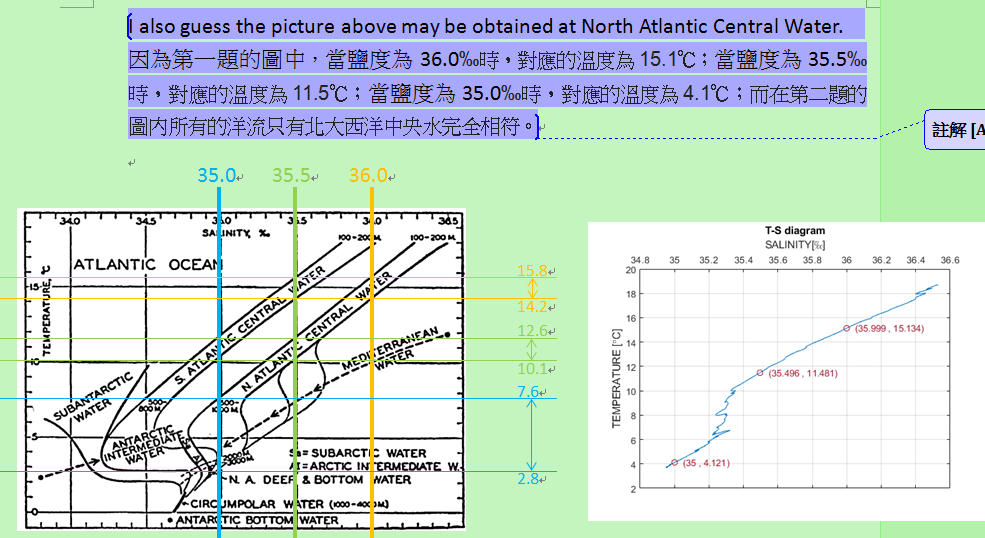 I also guess the picture above may be obtained at North Atlantic Central Water.
因為第一題的圖中，當鹽度為 36.0‰時，對應的溫度為 15.1℃；當鹽度為 35.5‰
時，對應的溫度為 11.5℃；當鹽度為 35.0‰時，對應的溫度為 4.1℃；而在第二題的
圖內所有的洋流只有北大西洋中央水完全相符。
註解 [A
35.0 35.5 36.0
34.0 34.5 35.0 35.5 36.0 36.5
SALINITY, ‰
100-200 M. 100-200 M.
ATLANTIC OCEAN
TEMPERATURE, °C
15
10
5
0
S. ATLANTIC CENTRAL WATER
N. ATLANTIC CENTRAL WATER
MEDITERRANEAN
WATER
SUBANTARCTIC
WATER
500-
800 M.
500-
ANTARCTIC
INTERMEDIATE
WATER
S= SUBARCTIC WATER
A= ARCTIC INTERMEDIATE W.
N. A. DEEP & BOTTOM WATER
CIRCUMPOLAR WATER (1000-4000 M)
ANTARCTIC BOTTOM WATER
15.8
14.2
12.6
10.1
7.6
2.8
T-S diagram
SALINITY[‰]
34.8 35 35.2 35.4 35.6 35.8 36 36.2 36.4 36.6
TEMPERATURE [°C]
20
18
16
14
12
10
8
6
4
2
(35.999 , 15.134)
(35.496 , 11.481)
(35 , 4.121)